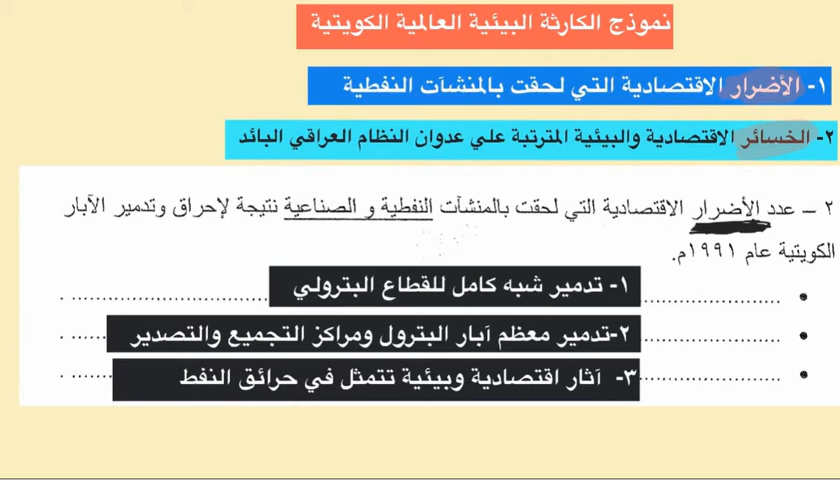 نموذج الكارثة البيئية العالمية الكويتية
١- الأضرار الاقتصادية التي لحقت بالمنشآت النفطية
٢- الخسائر الاقتصادية والبيئية المترتبة علي عدوان النظام العراقي البائد
٢ – عدد الأضرار الاقتصادية التي لحقت بالمنشآت النفطية و الصناعية نتيجة لإحراق وتدمير الآبار
الكويتية عام ١٩٩١م.
١- تدمير شبه كامل للقطاع البترولي
٢-تدمير معظم آبار البترول ومراكز التجميع والتصدير
٣- آثار اقتصادية وبيئية تتمثل في حرائق النفط